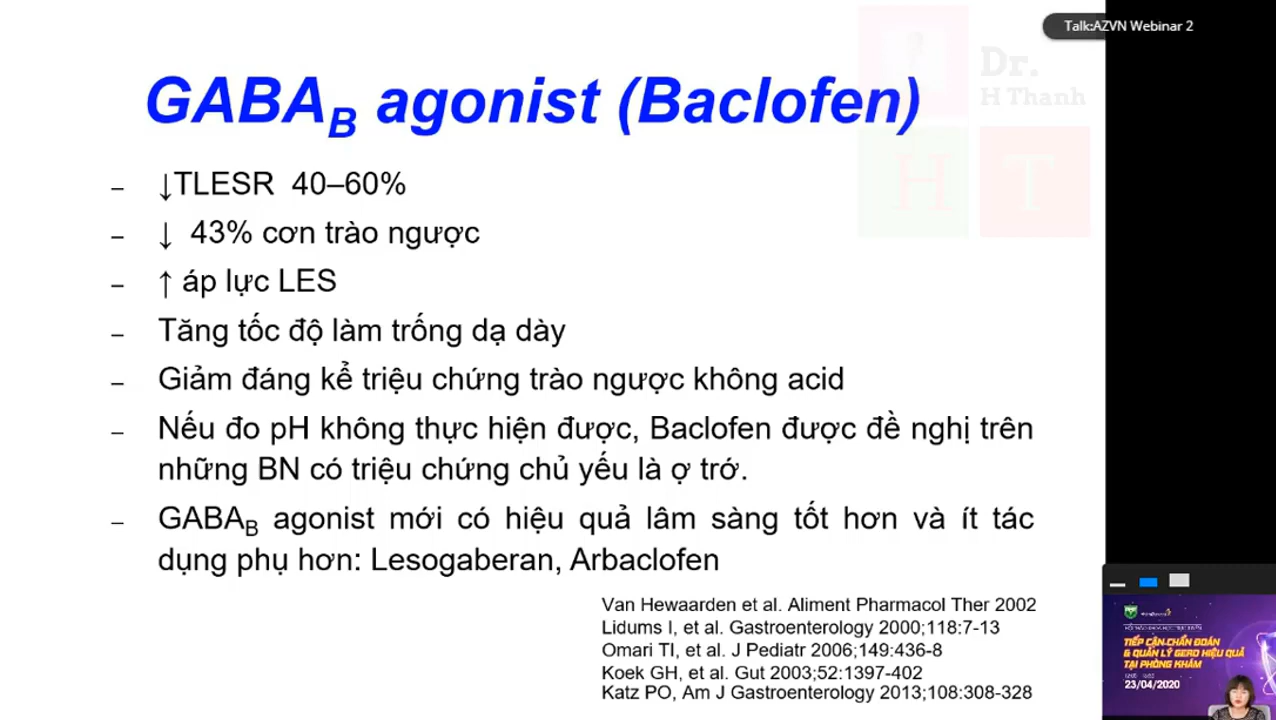 Talk:AZVN Webinar 2
Dr.
H Thanh
H T
GABAB agonist (Baclofen)
– ↓TLESR 40–60%
– ↓ 43% cơn trào ngược
– ↑ áp lực LES
– Tăng tốc độ làm trống dạ dày
– Giảm đáng kể triệu chứng trào ngược không acid
– Nếu đo pH không thực hiện được, Baclofen được đề nghị trên
những BN có triệu chứng chủ yếu là ợ trớ.
– GABAB agonist mới có hiệu quả lâm sàng tốt hơn và ít tác
dụng phụ hơn: Lesogaberan, Arbaclofen
Van Hewaarden et al. Aliment Pharmacol Ther 2002
Lidums I, et al. Gastroenterology 2000;118:7-13
Omari TI, et al. J Pediatr 2006;149:436-8
Koek GH, et al. Gut 2003;52:1397-402
Katz PO, Am J Gastroenterology 2013;108:308-328
TIẾP CẬN CHẨN ĐOÁN
& QUẢN LÝ GERD HIỆU QUẢ
TẠI PHÒNG KHÁM
23/04/2020